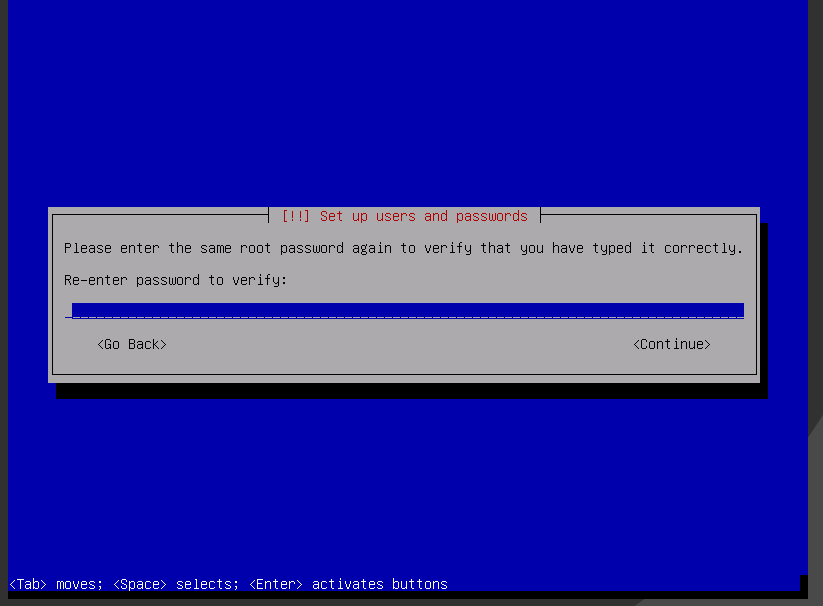 [!!] Set up users and passwords
Please enter the same root password again to verify that you have typed it correctly.
Re-enter password to verify:
<Go Back> <Continue>
<Tab> moves; <Space> selects; <Enter> activates buttons